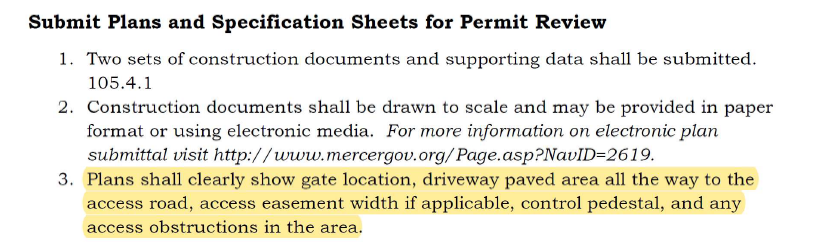 Submit Plans and Specification Sheets for Permit Review
1. Two sets of construction documents and supporting data shall be submitted.
105.4.1
2. Construction documents shall be drawn to scale and may be provided in paper
format or using electronic media. For more information on electronic plan
submittal visit http://www.mercergov.org/Page.asp?NavID=2619.
3. Plans shall clearly show gate location, driveway paved area all the way to the
access road, access easement width if applicable, control pedestal, and any
access obstructions in the area.